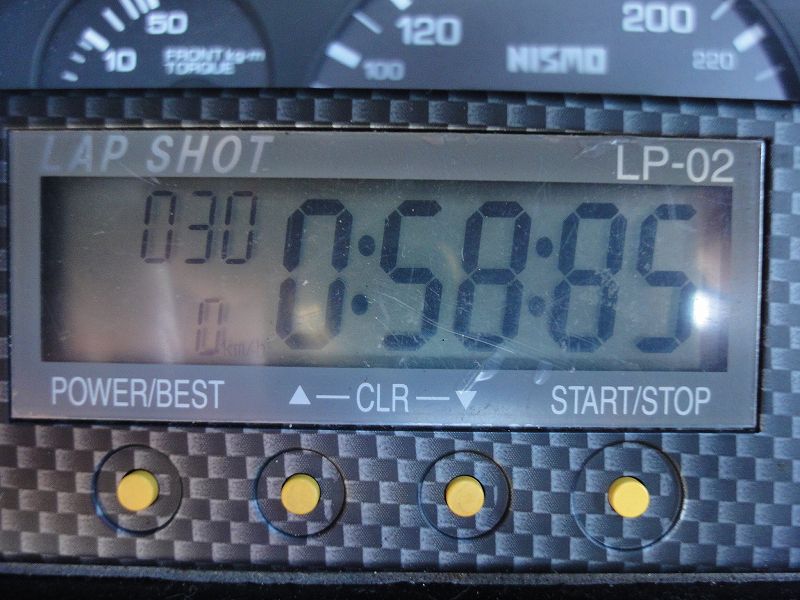 50
10
FRONT kg-m
TORQUE
120
100
NISMO
200
220
LAP SHOT
LP-02
030
0:58:85
0 km/h
POWER/BEST
▲—CLR—▼
START/STOP